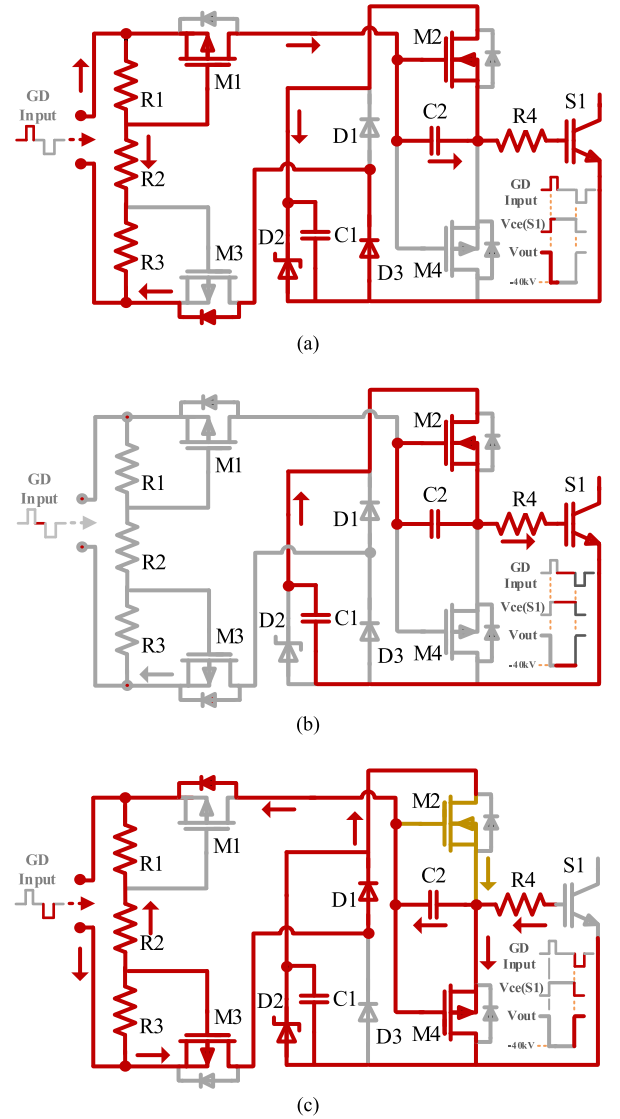 M2
S1
M1
GD
Input
R1
C2
R4
D1
R2
GD
Input
Vce(S1)
Vout
-40kV
R3
M3
D2
C1
D3
M4
(a)
M2
S1
M1
GD
Input
R1
C2
R4
D1
R2
GD
Input
Vce(S1)
Vout
-40kV
R3
M3
D2
C1
D3
M4
(b)
M2
S1
M1
GD
Input
R1
C2
R4
D1
R2
GD
Input
Vce(S1)
Vout
-40kV
R3
M3
D2
C1
D3
M4
(c)